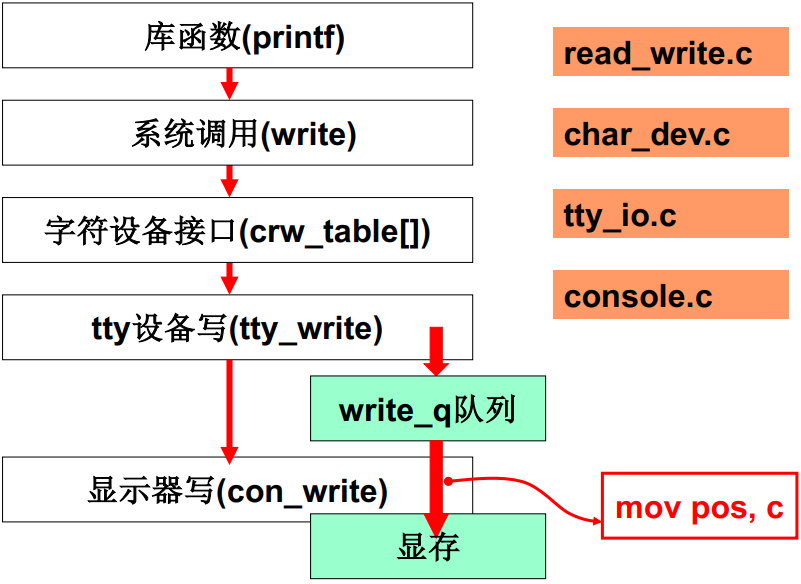 库函数(printf)
系统调用(write)
字符设备接口(crw_table[])
tty设备写(tty_write)
write_q队列
显示器写(con_write)
显存
mov pos, c
read_write.c
char_dev.c
tty_io.c
console.c